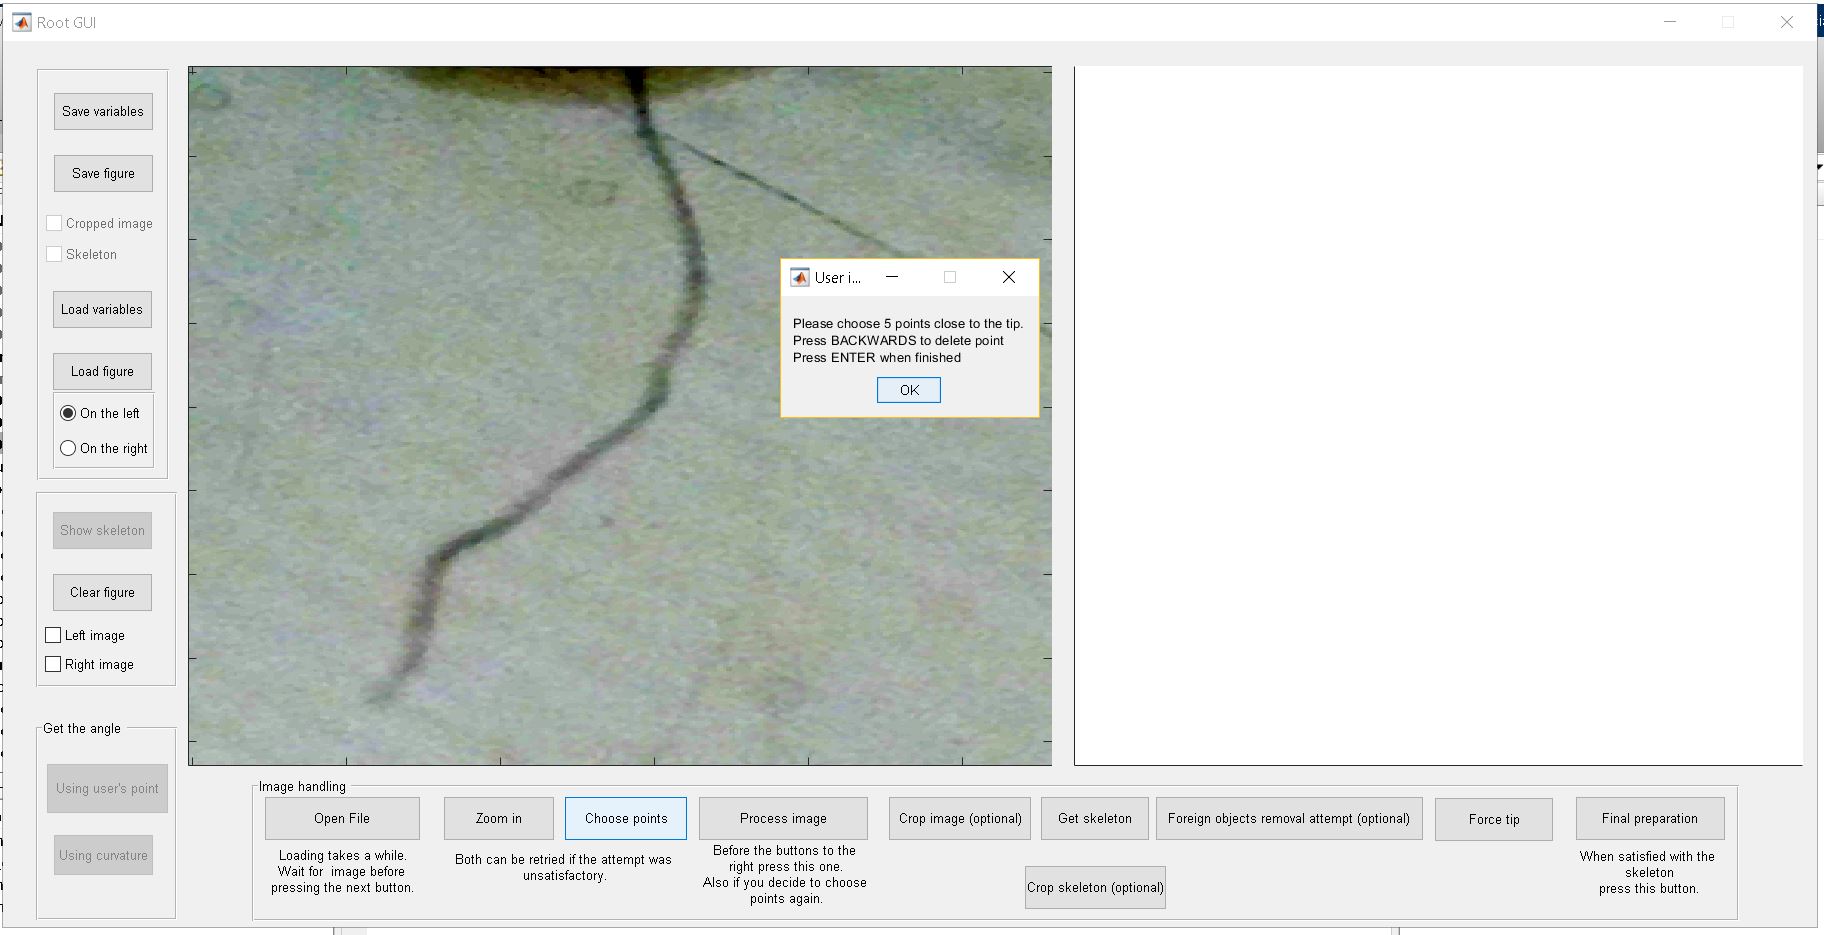 Root GUI
Save variables
Save figure
Cropped image
Skeleton
Load variables
Load figure
On the left
On the right
Show skeleton
Clear figure
Left image
Right image
Get the angle
Using user's point
Using curvature
User i...
Please choose 5 points close to the tip.
Press BACKWARDS to delete point
Press ENTER when finished
OK
Image handling
Open File
Loading takes a while.
Wait for image before
pressing the next button.
Zoom in
Choose points
Both can be retried if the attempt was
unsatisfactory.
Process image
Before the buttons to the
right press this one.
Also if you decide to choose
points again.
Crop image (optional)
Get skeleton
Crop skeleton (optional)
Foreign objects removal attempt (optional)
Force tip
Final preparation
When satisfied with the
skeleton
press this button.